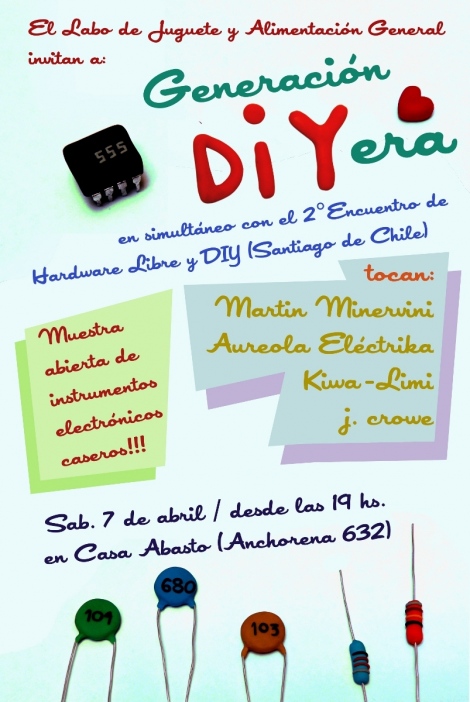 El Labo de Juguete y Alimentación General
invitan a:
Generación
DiYera
555
en simultáneo con el 2° Encuentro de
Hardware Libre y DIY (Santiago de Chile)
tocan:
Martin Minervini
Aureola Eléctrika
Kiwa-Limi
j. crowe
Muestra
abierta de
instrumentos
electrónicos
caseros!!!
Sab. 7 de abril / desde las 19 hs.
en Casa Abasto (Anchorena 632)
104
680
103